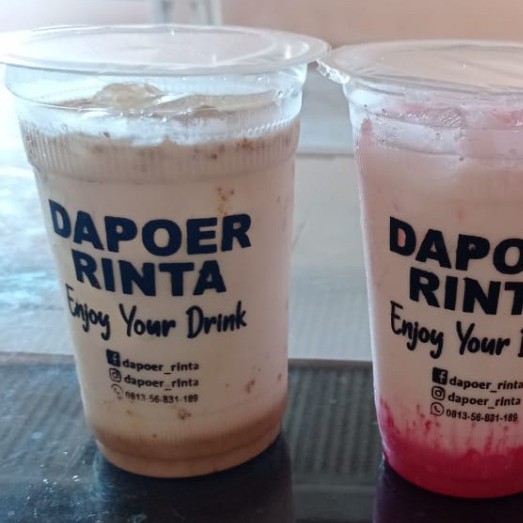 DAPOER
RINTA
Enjoy Your Drink
dapoer_rinta
dapoer_rinta
0813-56-831-189
DAPO
RINT
Enjoy Your
dapoer_rinta
dapoer_rinta
0813-56-831-189